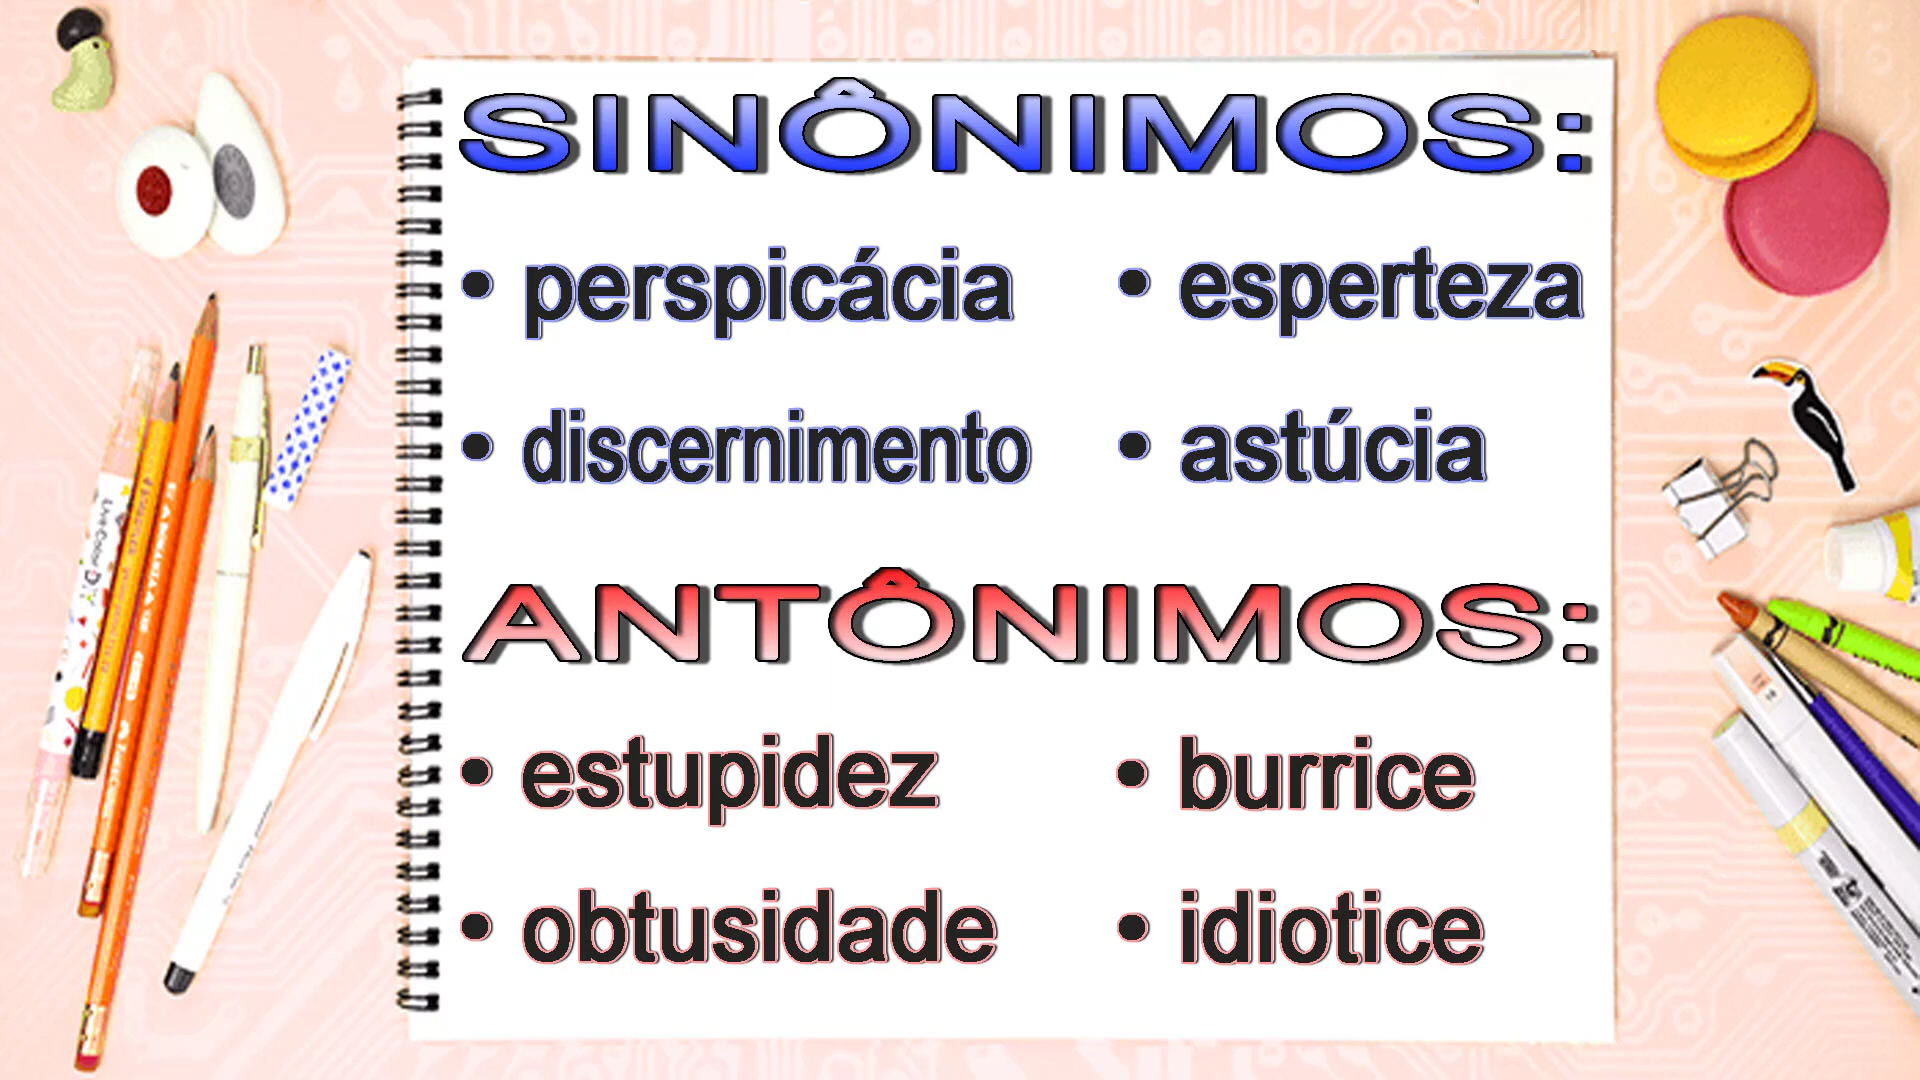 SINÔNIMOS:
• perspicácia • esperteza
• discernimento • astúcia
ANTÔNIMOS:
• estupidez • burrice
• obtusidade • idiotice